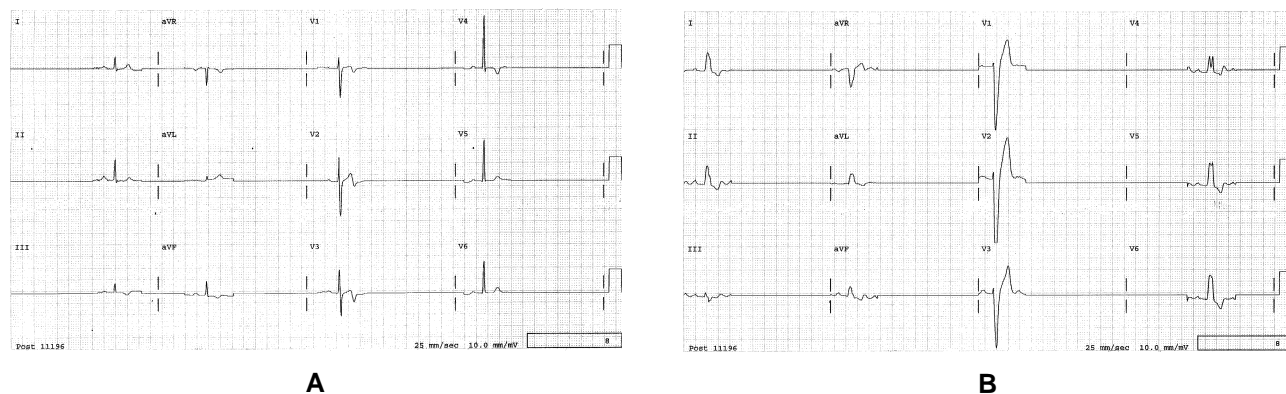 I aVR V1 V4
II aVL V2 V5
III aVF V3 V6
Post 11196 25 mm/sec 10.0 mm/mV 8
A
I aVR V1 V4
II aVL V2 V5
III aVF V3 V6
Post 11196 25 mm/sec 10.0 mm/mV 8
B